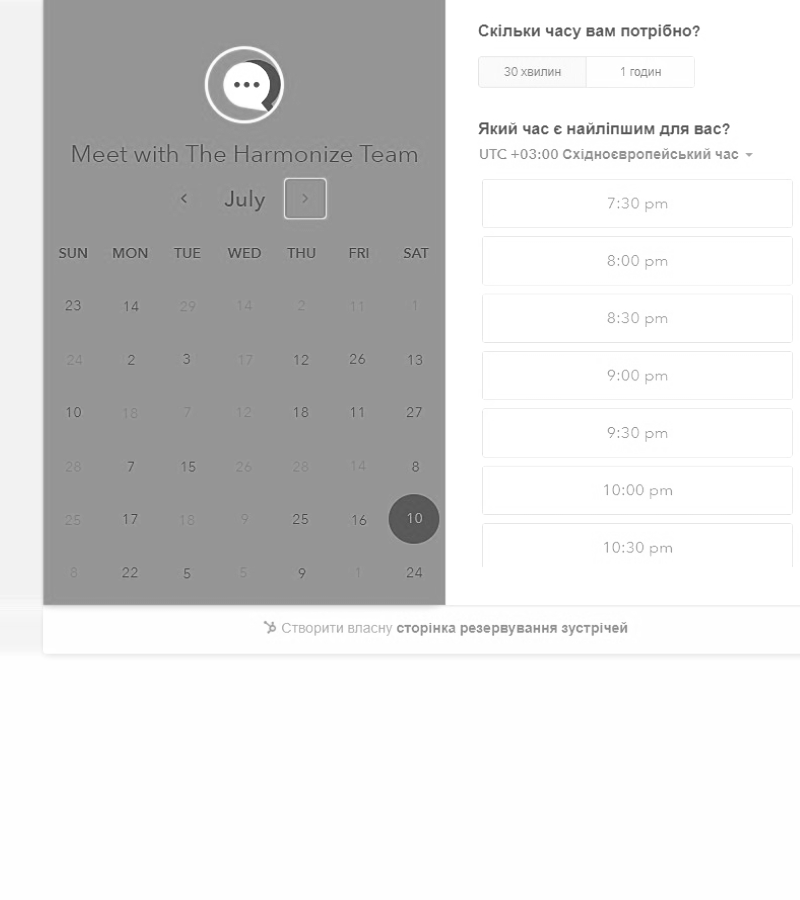 Meet with The Harmonize Team
July
SUN MON TUE WED THU FRI SAT
23 14 29 14 2 11 1
24 2 3 17 12 26 13
10 18 7 12 18 11 27
28 7 15 26 28 14 8
25 17 18 9 25 16 10
8 22 5 5 9 1 24
Скільки часу вам потрібно?
30 хвилин 1 годин
Який час є найліпшим для вас?
UTC +03:00 Східноєвропейський час
7:30 pm
8:00 pm
8:30 pm
9:00 pm
9:30 pm
10:00 pm
10:30 pm
Створити власну сторінка резервування зустрічей